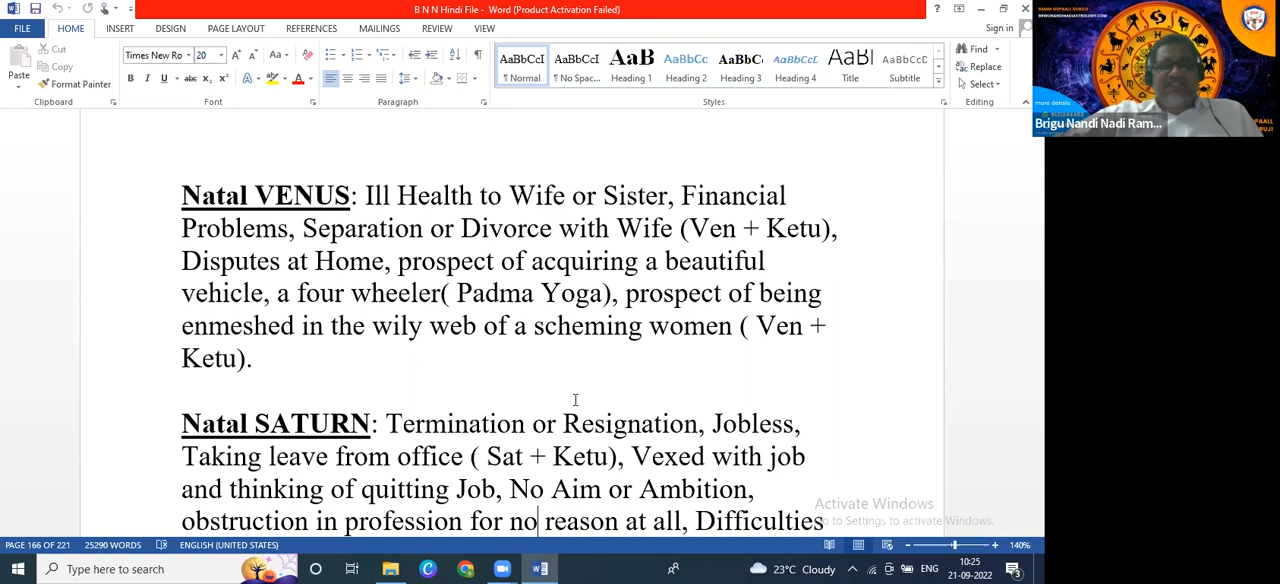 B N N Hindi File - Word (Product Activation Failed)
Sign in
FILE HOME INSERT DESIGN PAGE LAYOUT REFERENCES MAILINGS REVIEW VIEW
Paste
Cut
Copy
Format Painter
Clipboard
Times New Ro 20
Font
Paragraph
AaBbCcI AaBbCcI AaB AaBbCc AaBbC AaBbCcL AaBl AaBbCcD
¶ Normal ¶ No Spac... Heading 1 Heading 2 Heading 3 Heading 4 Title Subtitle
Styles
Find
Replace
Select
Editing
BRIGUNANDINADIASTROLOGY.COM
more details
Brigu Nandi Nadi Ram...
Natal VENUS: Ill Health to Wife or Sister, Financial
Problems, Separation or Divorce with Wife (Ven + Ketu),
Disputes at Home, prospect of acquiring a beautiful
vehicle, a four wheeler( Padma Yoga), prospect of being
enmeshed in the wily web of a scheming women ( Ven +
Ketu).
Natal SATURN: Termination or Resignation, Jobless,
Taking leave from office ( Sat + Ketu), Vexed with job
and thinking of quitting Job, No Aim or Ambition,
obstruction in profession for no reason at all, Difficulties
Activate Windows
Go to Settings to activate Windows.
PAGE 166 OF 221 25290 WORDS ENGLISH (UNITED STATES) 140%
Type here to search
23°C Cloudy
ENG
10:25
21-09-2022